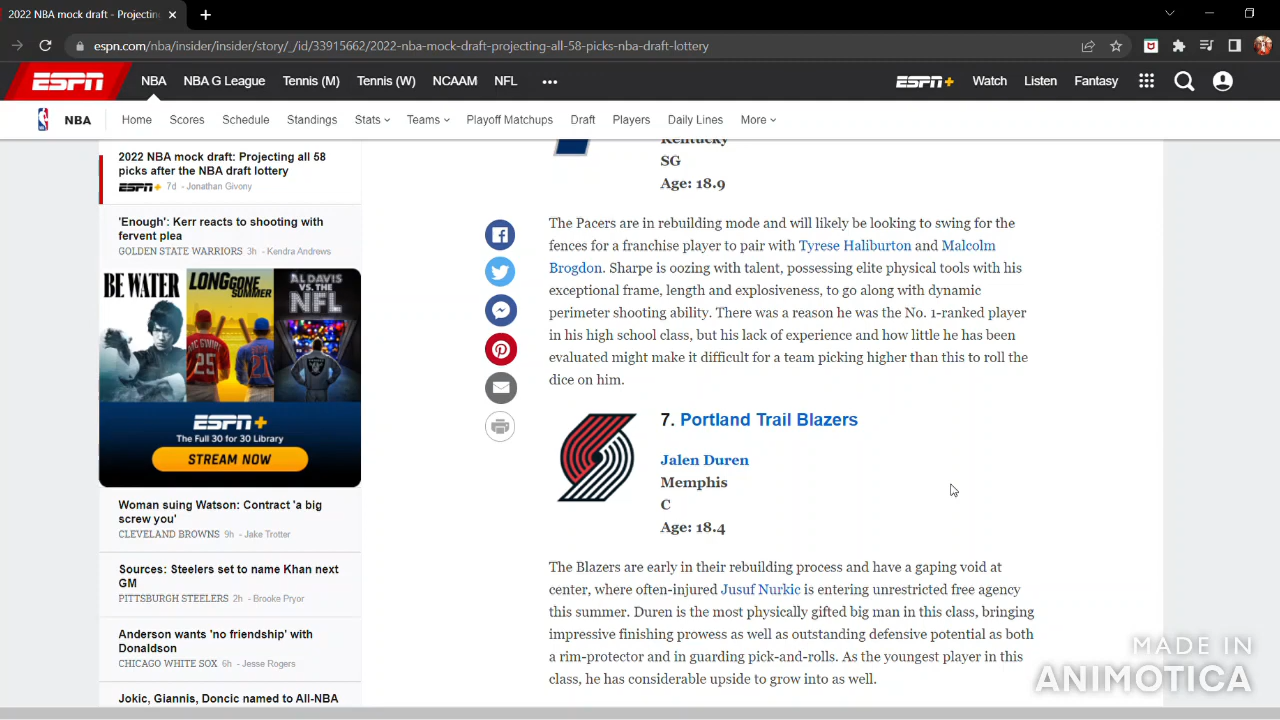 2022 NBA mock draft - Projectin
espn.com/nba/insider/insider/story/_/id/33915662/2022-nba-mock-draft-projecting-all-58-picks-nba-draft-lottery
ESPN NBA NBA G League Tennis (M) Tennis (W) NCAAM NFL ESPN+ Watch Listen Fantasy
NBA Home Scores Schedule Standings Stats Teams Playoff Matchups Draft Players Daily Lines More
2022 NBA mock draft: Projecting all 58
picks after the NBA draft lottery
ESPN+ 7d - Jonathan Givony
'Enough': Kerr reacts to shooting with
fervent plea
GOLDEN STATE WARRIORS 3h - Kendra Andrews
BE WATER
LONG GONE
SUMMER
AL DAVIS
VS. THE
NFL
McGWIRE
25
21
ESPN+
The Full 30 for 30 Library
STREAM NOW
Woman suing Watson: Contract 'a big
screw you'
CLEVELAND BROWNS 9h - Jake Trotter
Sources: Steelers set to name Khan next
GM
PITTSBURGH STEELERS 2h - Brooke Pryor
Anderson wants 'no friendship' with
Donaldson
CHICAGO WHITE SOX 6h - Jesse Rogers
Jokic, Giannis, Doncic named to All-NBA
Kentucky
SG
Age: 18.9
The Pacers are in rebuilding mode and will likely be looking to swing for the
fences for a franchise player to pair with Tyrese Haliburton and Malcolm
Brogdon. Sharpe is oozing with talent, possessing elite physical tools with his
exceptional frame, length and explosiveness, to go along with dynamic
perimeter shooting ability. There was a reason he was the No. 1-ranked player
in his high school class, but his lack of experience and how little he has been
evaluated might make it difficult for a team picking higher than this to roll the
dice on him.
7. Portland Trail Blazers
Jalen Duren
Memphis
C
Age: 18.4
The Blazers are early in their rebuilding process and have a gaping void at
center, where often-injured Jusuf Nurkic is entering unrestricted free agency
this summer. Duren is the most physically gifted big man in this class, bringing
impressive finishing prowess as well as outstanding defensive potential as both
a rim-protector and in guarding pick-and-rolls. As the youngest player in this
class, he has considerable upside to grow into as well.
MADE IN
ANIMOTICA